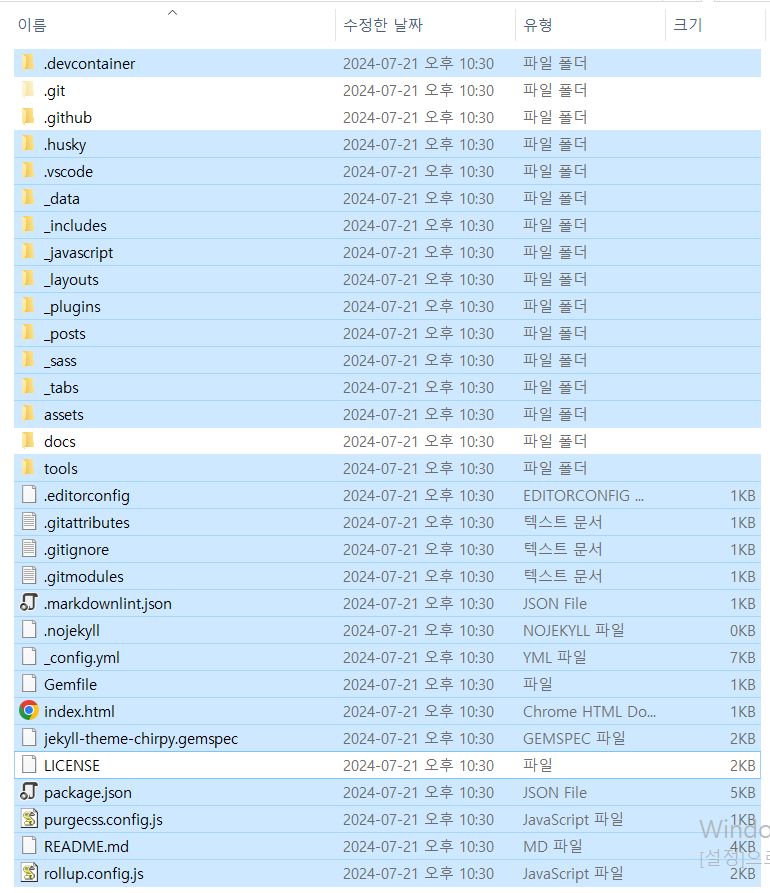 이름 수정한 날짜 유형 크기
.devcontainer 2024-07-21 오후 10:30 파일 폴더
.git 2024-07-21 오후 10:30 파일 폴더
.github 2024-07-21 오후 10:30 파일 폴더
.husky 2024-07-21 오후 10:30 파일 폴더
.vscode 2024-07-21 오후 10:30 파일 폴더
_data 2024-07-21 오후 10:30 파일 폴더
_includes 2024-07-21 오후 10:30 파일 폴더
_javascript 2024-07-21 오후 10:30 파일 폴더
_layouts 2024-07-21 오후 10:30 파일 폴더
_plugins 2024-07-21 오후 10:30 파일 폴더
_posts 2024-07-21 오후 10:30 파일 폴더
_sass 2024-07-21 오후 10:30 파일 폴더
_tabs 2024-07-21 오후 10:30 파일 폴더
assets 2024-07-21 오후 10:30 파일 폴더
docs 2024-07-21 오후 10:30 파일 폴더
tools 2024-07-21 오후 10:30 파일 폴더
.editorconfig 2024-07-21 오후 10:30 EDITORCONFIG ... 1KB
.gitattributes 2024-07-21 오후 10:30 텍스트 문서 1KB
.gitignore 2024-07-21 오후 10:30 텍스트 문서 1KB
.gitmodules 2024-07-21 오후 10:30 텍스트 문서 1KB
.markdownlint.json 2024-07-21 오후 10:30 JSON File 1KB
.nojekyll 2024-07-21 오후 10:30 NOJEKYLL 파일 0KB
_config.yml 2024-07-21 오후 10:30 YML 파일 7KB
Gemfile 2024-07-21 오후 10:30 파일 1KB
index.html 2024-07-21 오후 10:30 Chrome HTML Do... 1KB
jekyll-theme-chirpy.gemspec 2024-07-21 오후 10:30 GEMSPEC 파일 2KB
LICENSE 2024-07-21 오후 10:30 파일 2KB
package.json 2024-07-21 오후 10:30 JSON File 5KB
purgecss.config.js 2024-07-21 오후 10:30 JavaScript 파일 1KB
Windo
README.md 2024-07-21 오후 10:30 MD 파일 4KB
[설정]으로
rollup.config.js 2024-07-21 오후 10:30 JavaScript 파일 2KB